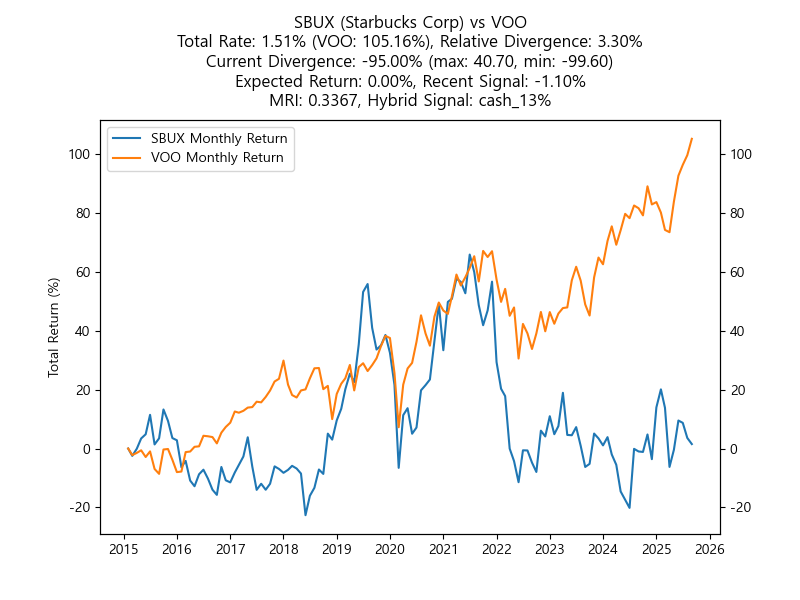 SBUX (Starbucks Corp) vs VOO
Total Rate: 1.51% (VOO: 105.16%), Relative Divergence: 3.30%
Current Divergence: -95.00% (max: 40.70, min: -99.60)
Expected Return: 0.00%, Recent Signal: -1.10%
MRI: 0.3367, Hybrid Signal: cash_13%
SBUX Monthly Return
VOO Monthly Return
Total Return (%)
100
80
60
40
20
0
-20
100
80
60
40
20
0
-20
2015 2016 2017 2018 2019 2020 2021 2022 2023 2024 2025 2026